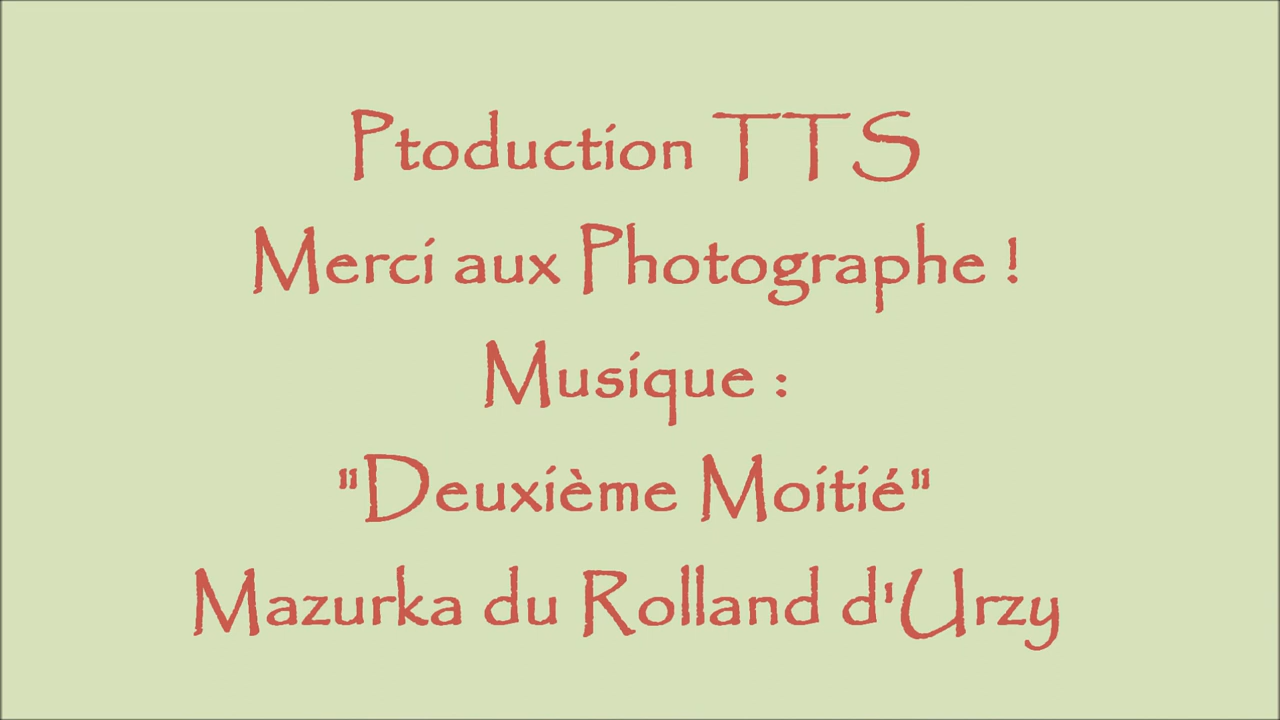 Ptoduction TTS
Merci aux Photographe !
Musique :
"Deuxième Moitié"
Mazurka du Rolland d'Urzy